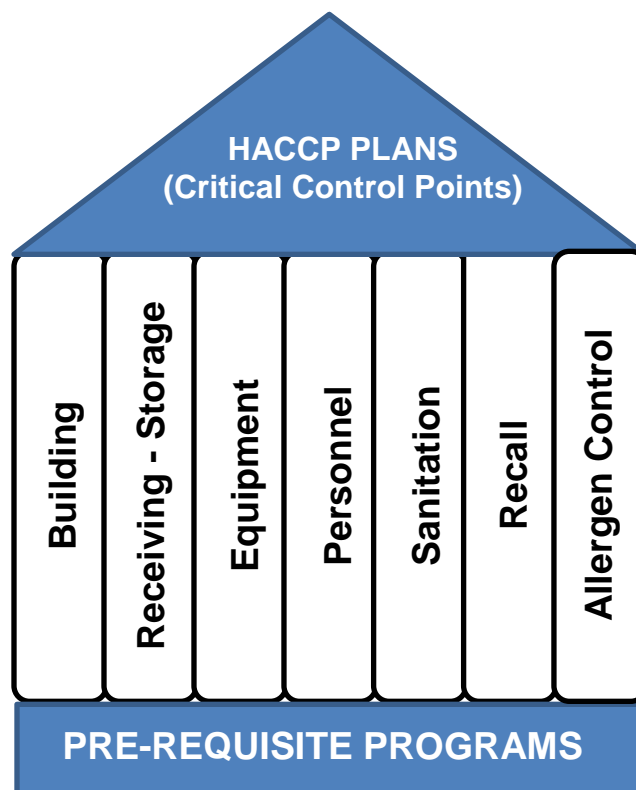 HACCP PLANS
(Critical Control Points)
Building
Receiving - Storage
Equipment
Personnel
Sanitation
Recall
Allergen Control
PRE-REQUISITE PROGRAMS